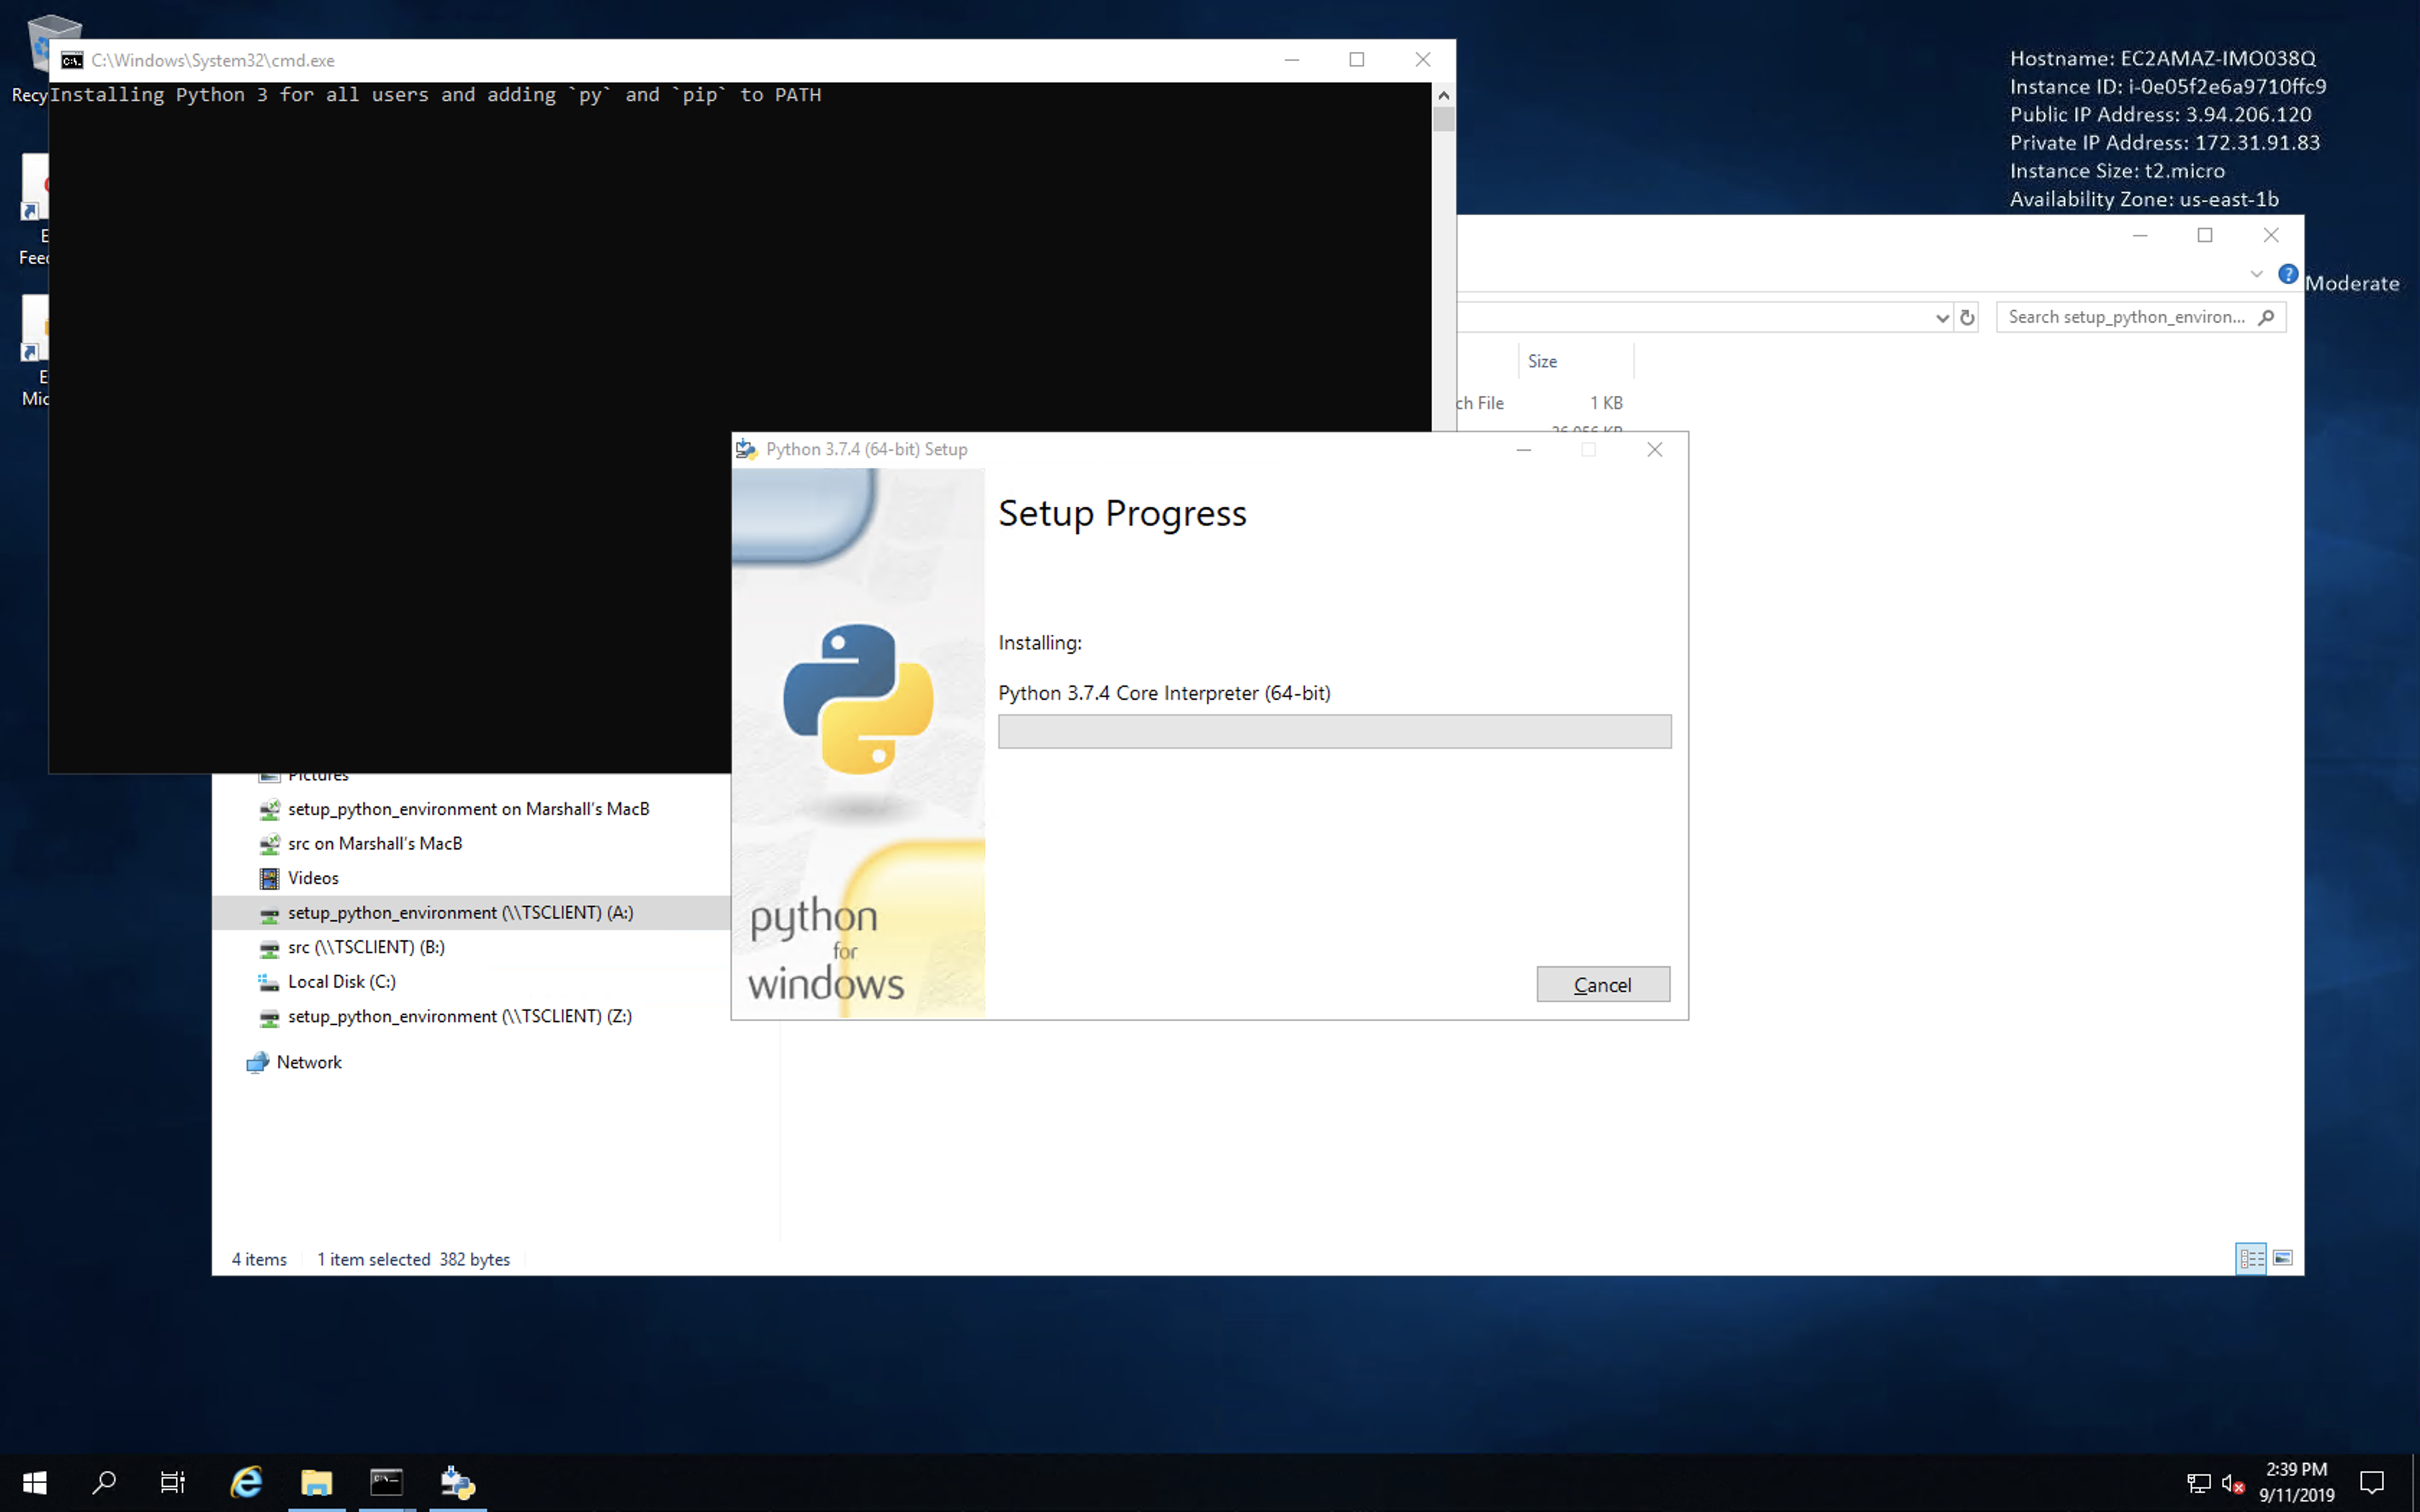 C:\Windows\System32\cmd.exe
Installing Python 3 for all users and adding `py` and `pip` to PATH
Hostname: EC2AMAZ-IMO038Q
Instance ID: i-0e05f2e6a9710ffc9
Public IP Address: 3.94.206.120
Private IP Address: 172.31.91.83
Instance Size: t2.micro
Availability Zone: us-east-1b
Moderate
Recy
E
Feed
E
Mic
Search setup_python_environ...
Size
ch File 1 KB
26,056 KB
Python 3.7.4 (64-bit) Setup
Setup Progress
Installing:
Python 3.7.4 Core Interpreter (64-bit)
python
for
windows
Cancel
Pictures
setup_python_environment on Marshall's MacB
src on Marshall's MacB
Videos
setup_python_environment (\\TSCLIENT) (A:)
src (\\TSCLIENT) (B:)
Local Disk (C:)
setup_python_environment (\\TSCLIENT) (Z:)
Network
4 items 1 item selected 382 bytes
2:39 PM
9/11/2019